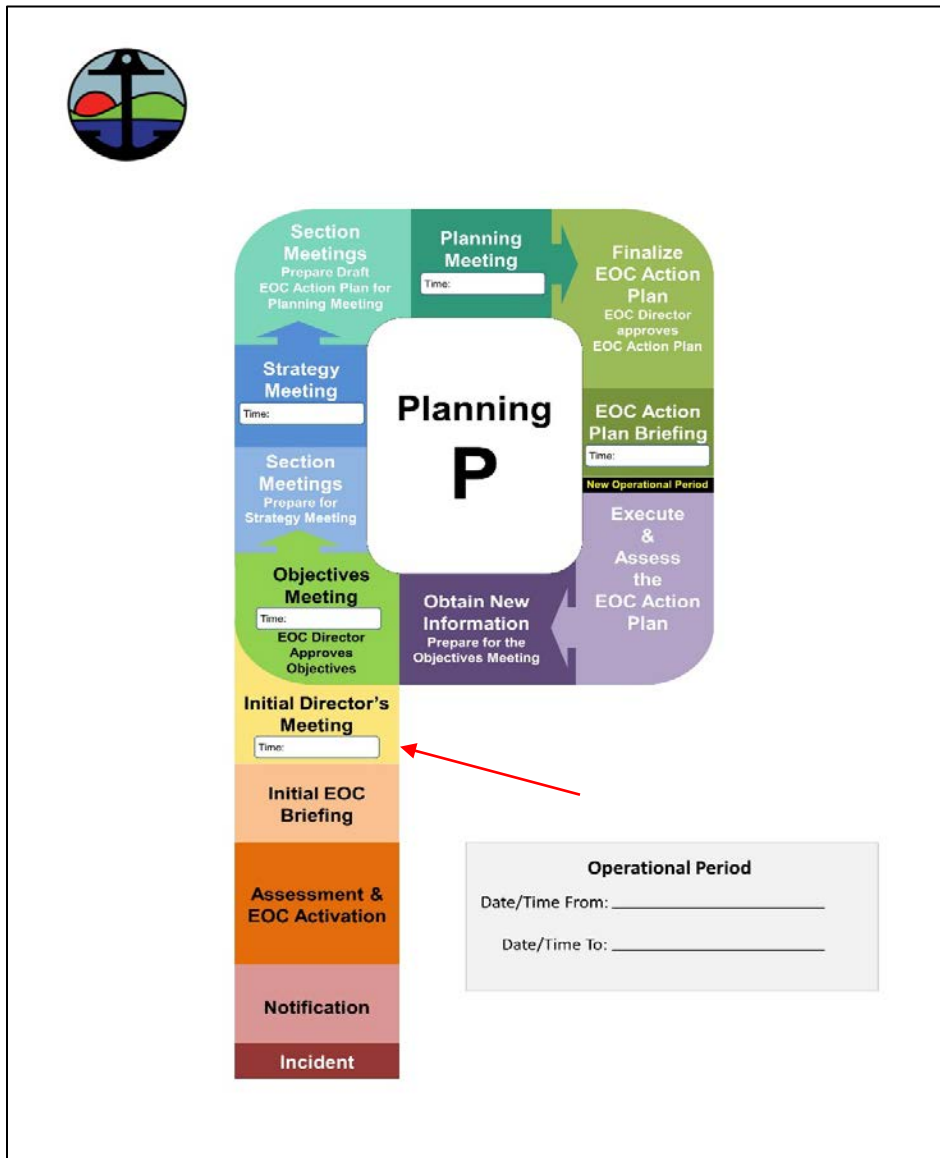 Section
Meetings
Prepare Draft
EOC Action Plan for
Planning Meeting
Planning
Meeting
Time:
Finalize
EOC Action
Plan
EOC Director
approves
EOC Action Plan
Strategy
Meeting
Time:
Planning
P
EOC Action
Plan Briefing
Time:
New Operational Period
Section
Meetings
Prepare for
Strategy Meeting
Execute
&
Assess
the
EOC Action
Plan
Objectives
Meeting
Time:
EOC Director
Approves
Objectives
Obtain New
Information
Prepare for the
Objectives Meeting
Initial Director's
Meeting
Time:
Initial EOC
Briefing
Assessment &
EOC Activation
Notification
Incident
Operational Period
Date/Time From:
Date/Time To: